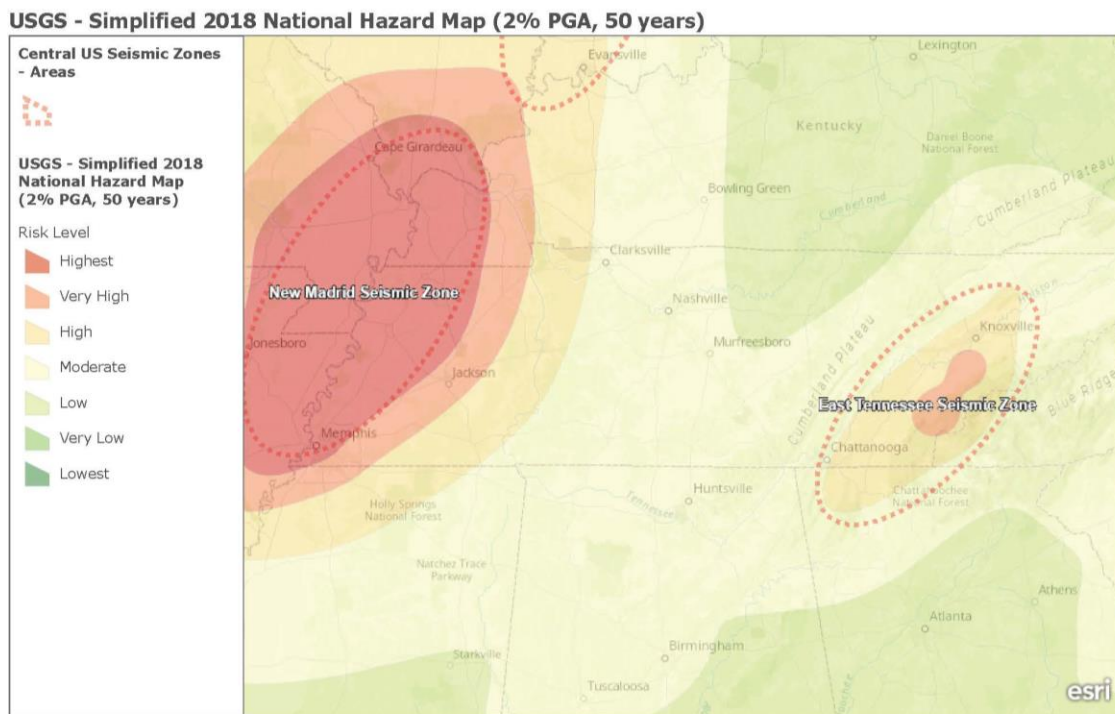 USGS - Simplified 2018 National Hazard Map (2% PGA, 50 years)
Central US Seismic Zones
- Areas
USGS - Simplified 2018
National Hazard Map
(2% PGA, 50 years)
Risk Level
Highest
Very High
High
Moderate
Low
Very Low
Lowest
Evansville
Lexington
Kentucky
Daniel Boone
National Forest
Cape Girardeau
Bowling Green
Cumberland
Cumberland Plateau
Clarksville
New Madrid Seismic Zone
Nashville
Holston
Knoxville
Jonesboro
Murfreesboro
Cumberland Plateau
Jackson
East Tennessee Seismic Zone
Blue Ridge
Memphis
Chattanooga
Huntsville
Chattahoochee
National Forest
Holly Springs
National Forest
Tennessee
Natchez Trace
Parkway
Athens
Atlanta
Birmingham
Starkville
Tuscaloosa
esri